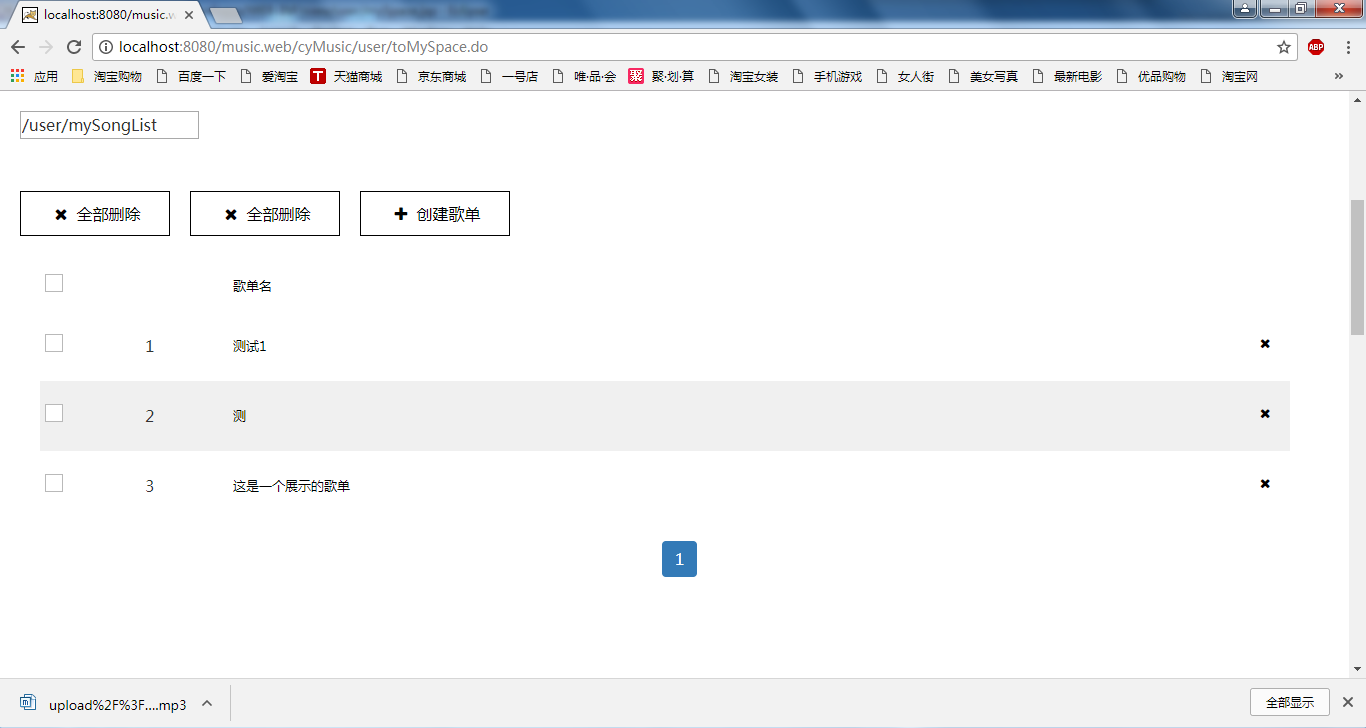 localhost:8080/music.w
localhost:8080/music.web/cyMusic/user/toMySpace.do
ABP
应用 淘宝购物 百度一下 爱淘宝 T 天猫商城 京东商城 一号店 唯·品·会 聚 聚·划·算 淘宝女装 手机游戏 女人街 美女写真 最新电影 优品购物 淘宝网 »
/user/mySongList
全部删除 全部删除 创建歌单
歌单名
1 测试1
2 测
3 这是一个展示的歌单
1
upload%2F%3F....mp3 全部显示